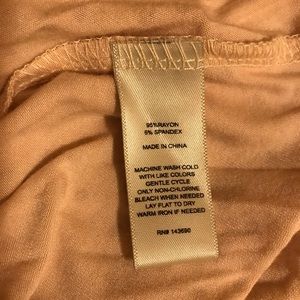 95%RAYON
5% SPANDEX
MADE IN CHINA
MACHINE WASH COLD
WITH LIKE COLORS
GENTLE CYCLE
ONLY NON-CHLORINE
BLEACH WHEN NEEDED
LAY FLAT TO DRY
WARM IRON IF NEEDED
RN# 143690